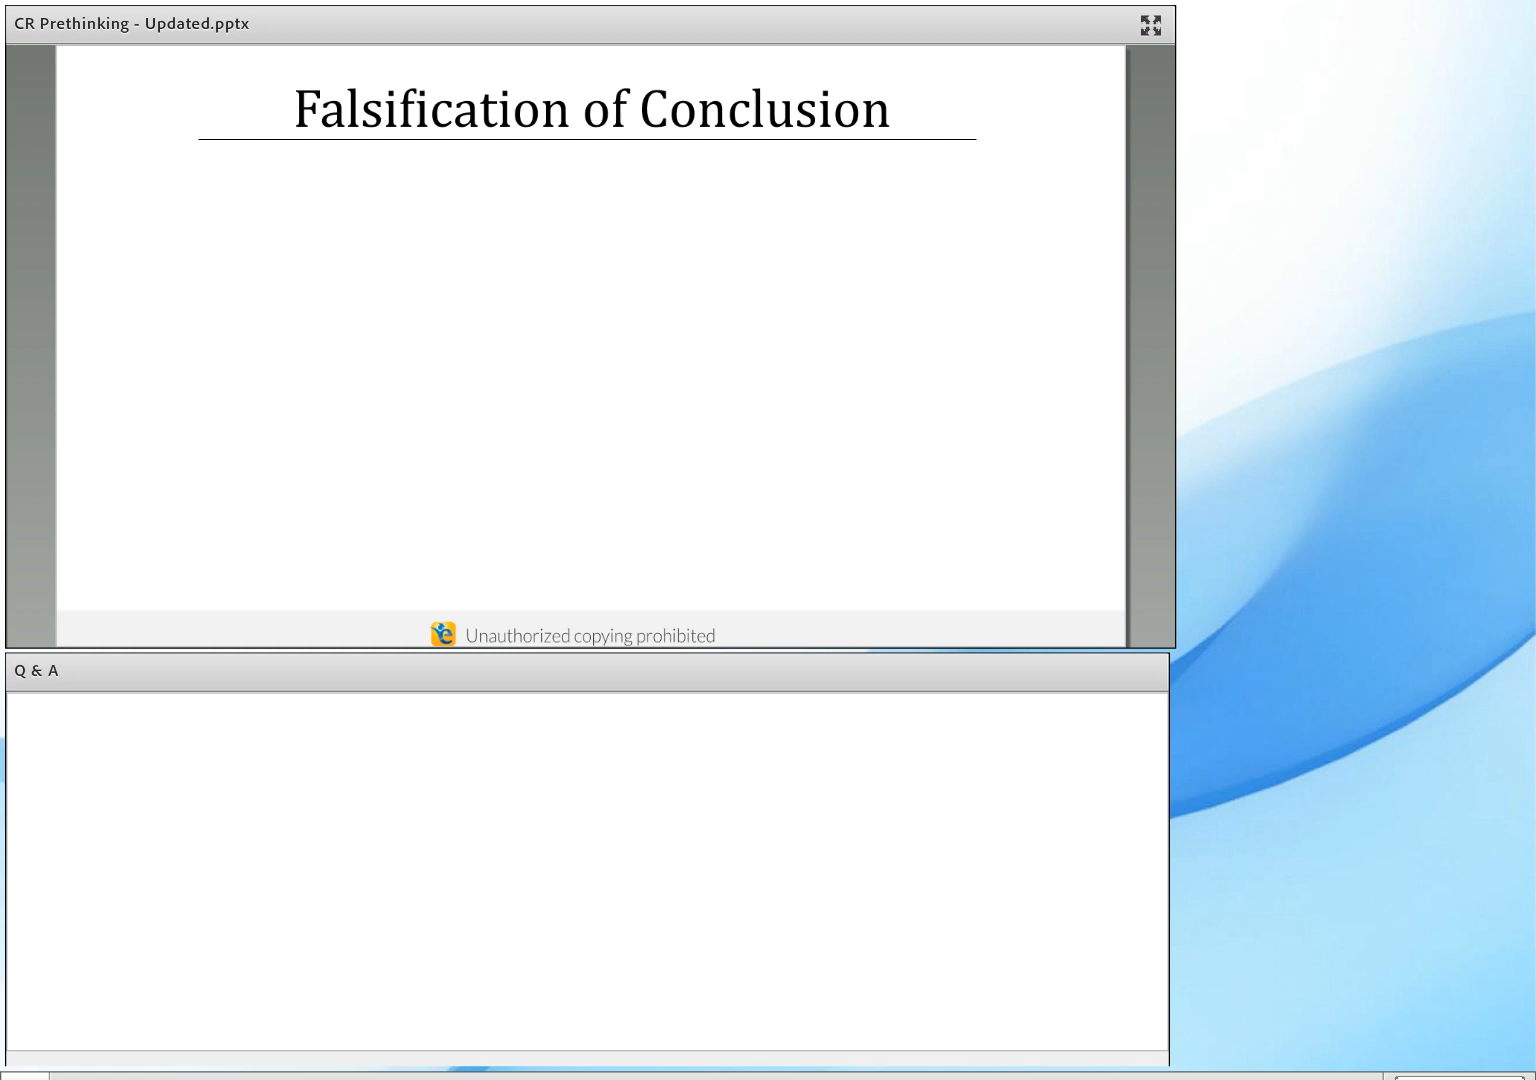 CR Prethinking - Updated.pptx
Falsification of Conclusion
Unauthorized copying prohibited
Q & A